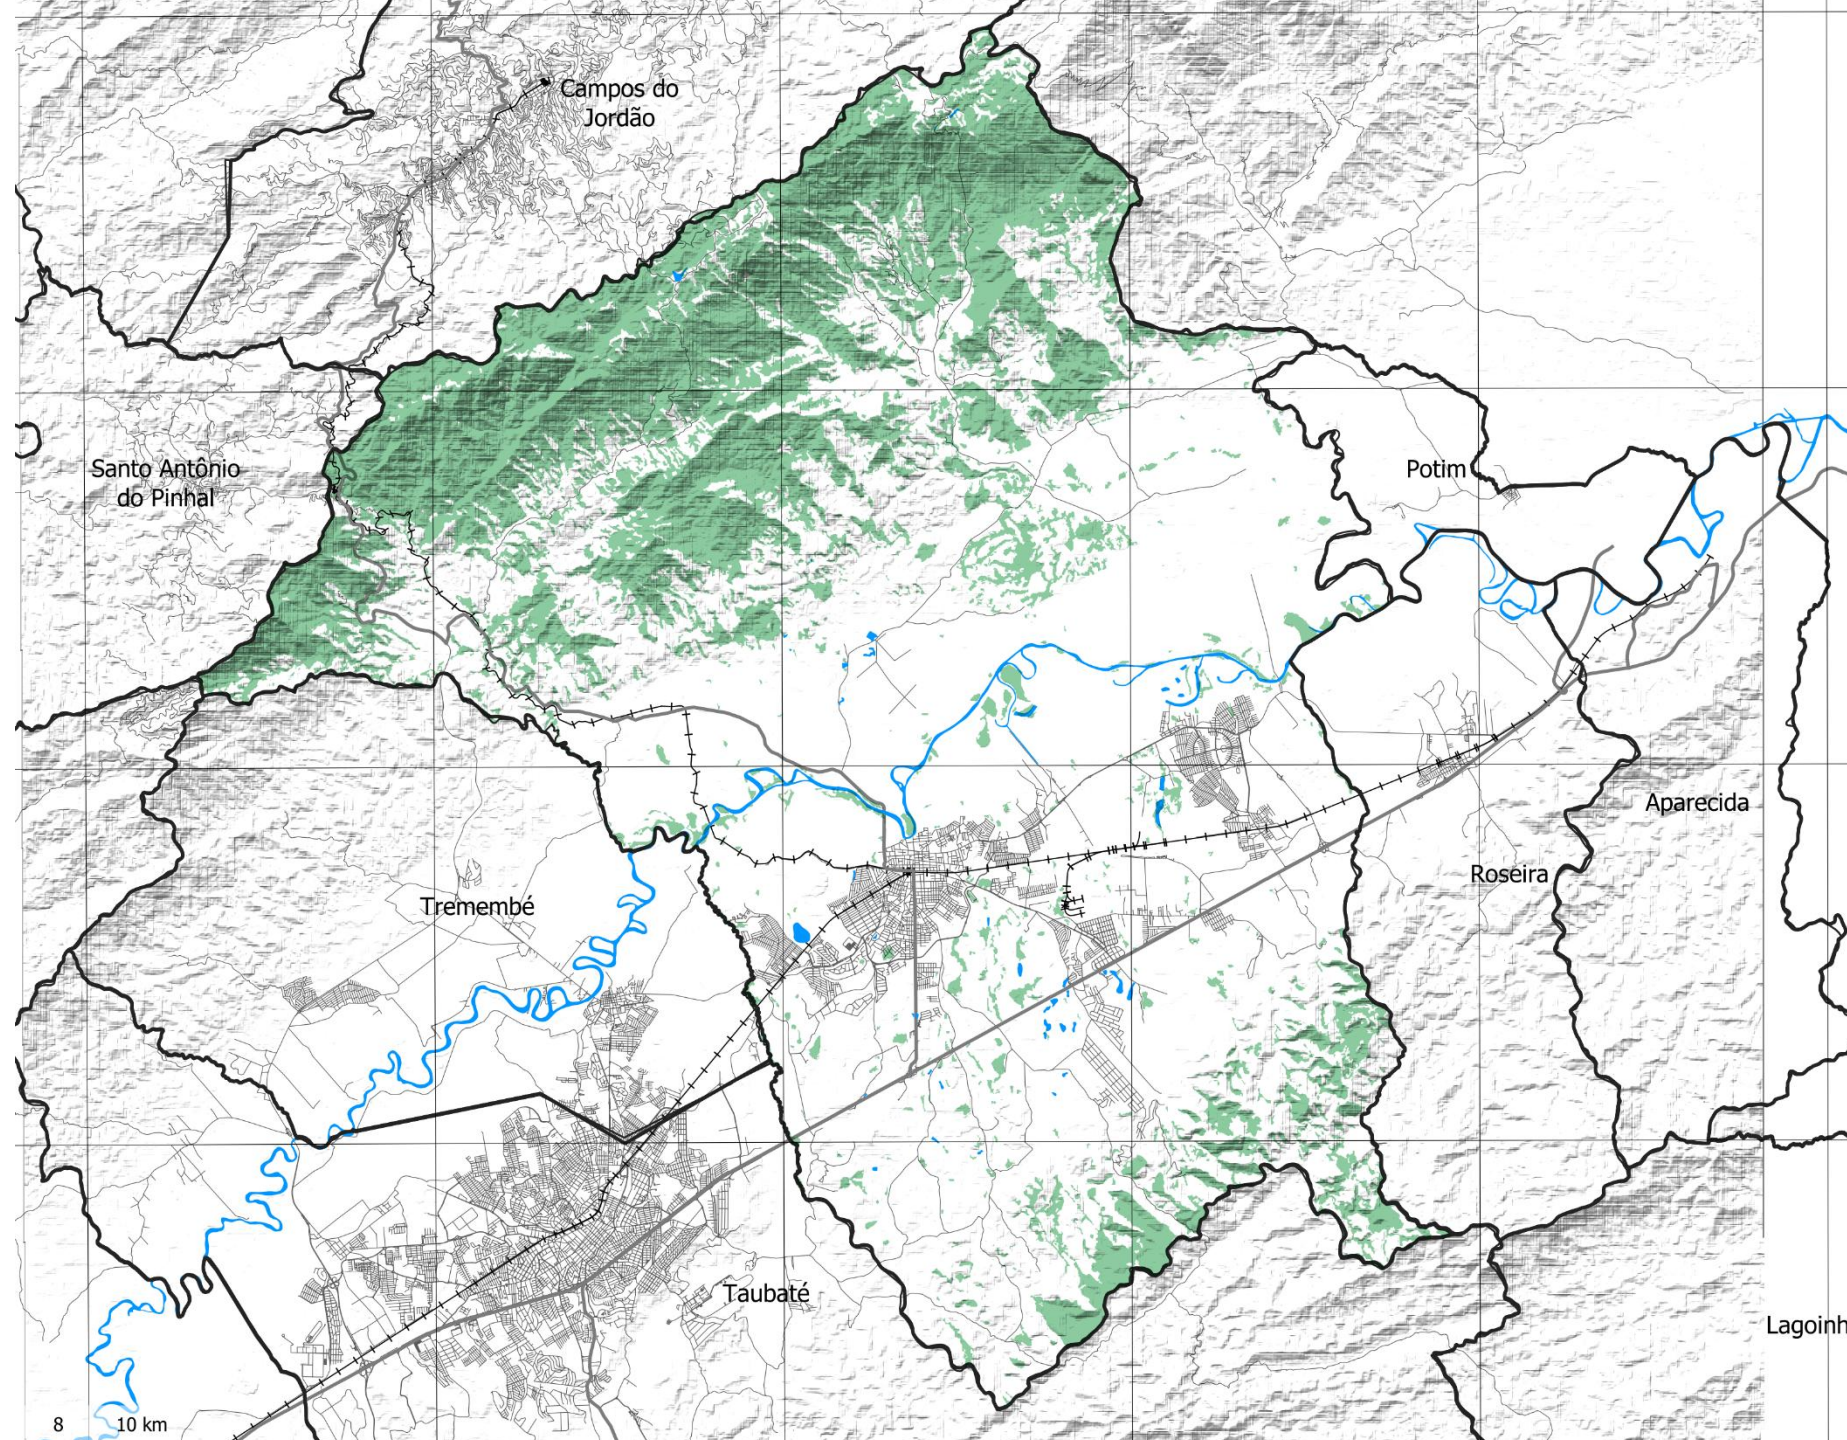 Campos do
Jordão
Santo Antônio
do Pinhal
Potim
Aparecida
Roseira
Tremembé
Taubaté
Lagoinh
8 10 km